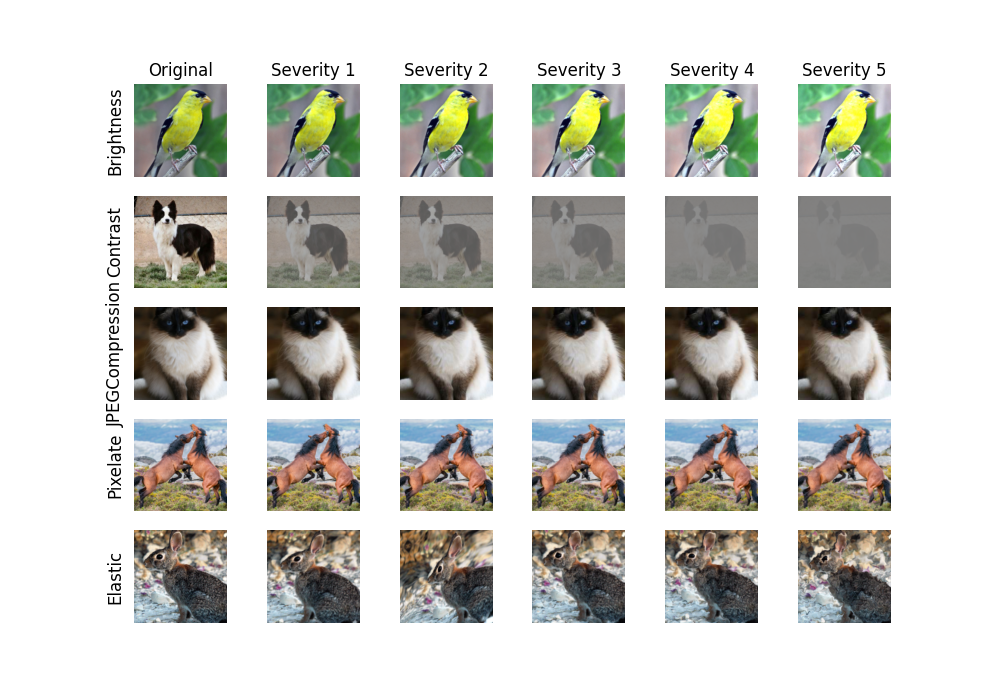 Original Severity 1 Severity 2 Severity 3 Severity 4 Severity 5
Brightness
Contrast
JPEGCompression
Pixelate
Elastic